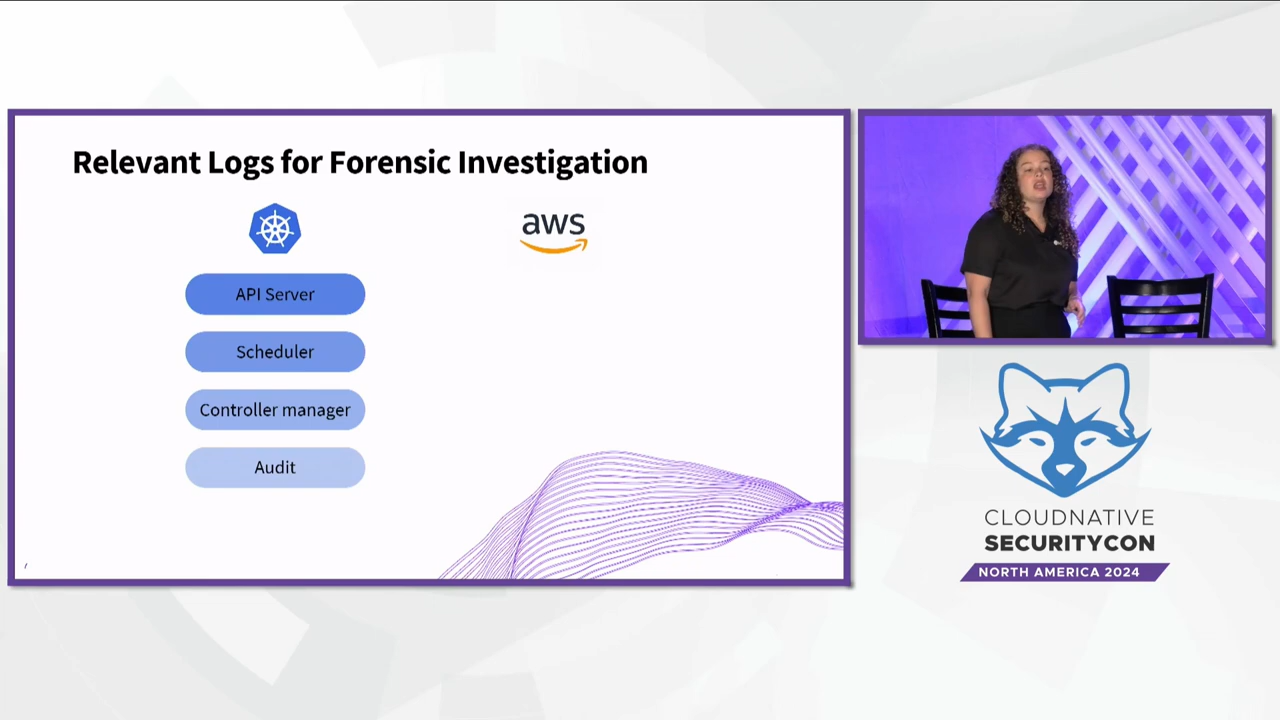 Relevant Logs for Forensic Investigation
aws
API Server
Scheduler
Controller manager
Audit
CLOUDNATIVE
SECURITYCON
NORTH AMERICA 2024